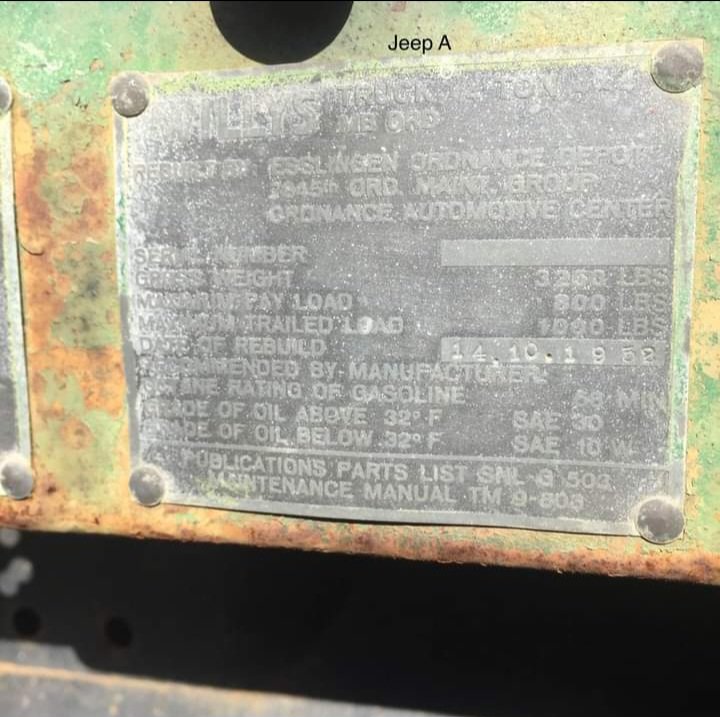 Jeep A
WILLYS TRUCK, 1/4 TON 4x4
MB ORD
REBUILT BY ESSLINGEN ORDNANCE DEPOT
7845th ORD. MAINT. GROUP
ORDNANCE AUTOMOTIVE CENTER
SERIAL NUMBER
GROSS WEIGHT 3260 LBS
MAXIMUM PAY LOAD 800 LBS
MAXIMUM TRAILED LOAD 1000 LBS
DATE OF REBUILD 14.10.1952
RECOMMENDED BY MANUFACTURER:
OCTANE RATING OF GASOLINE 68 MIN
GRADE OF OIL ABOVE 32° F SAE 30
GRADE OF OIL BELOW 32° F SAE 10 W
PUBLICATIONS PARTS LIST SNL G 503
MAINTENANCE MANUAL TM 9-803